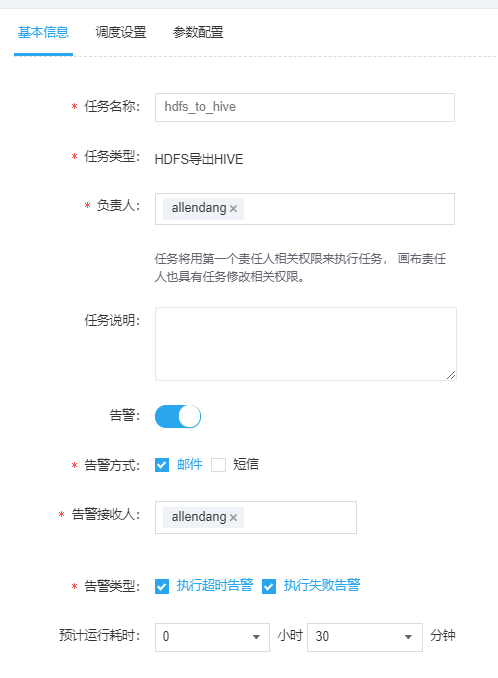 基本信息 调度设置 参数配置
* 任务名称: hdfs_to_hive
* 任务类型: HDFS导出HIVE
* 负责人: allendang ×
任务将用第一个责任人相关权限来执行任务， 画布责任
人也具有任务修改相关权限。
任务说明:
告警:
* 告警方式: 邮件 短信
* 告警接收人: allendang ×
* 告警类型: 执行超时告警 执行失败告警
预计运行耗时: 0 小时 30 分钟